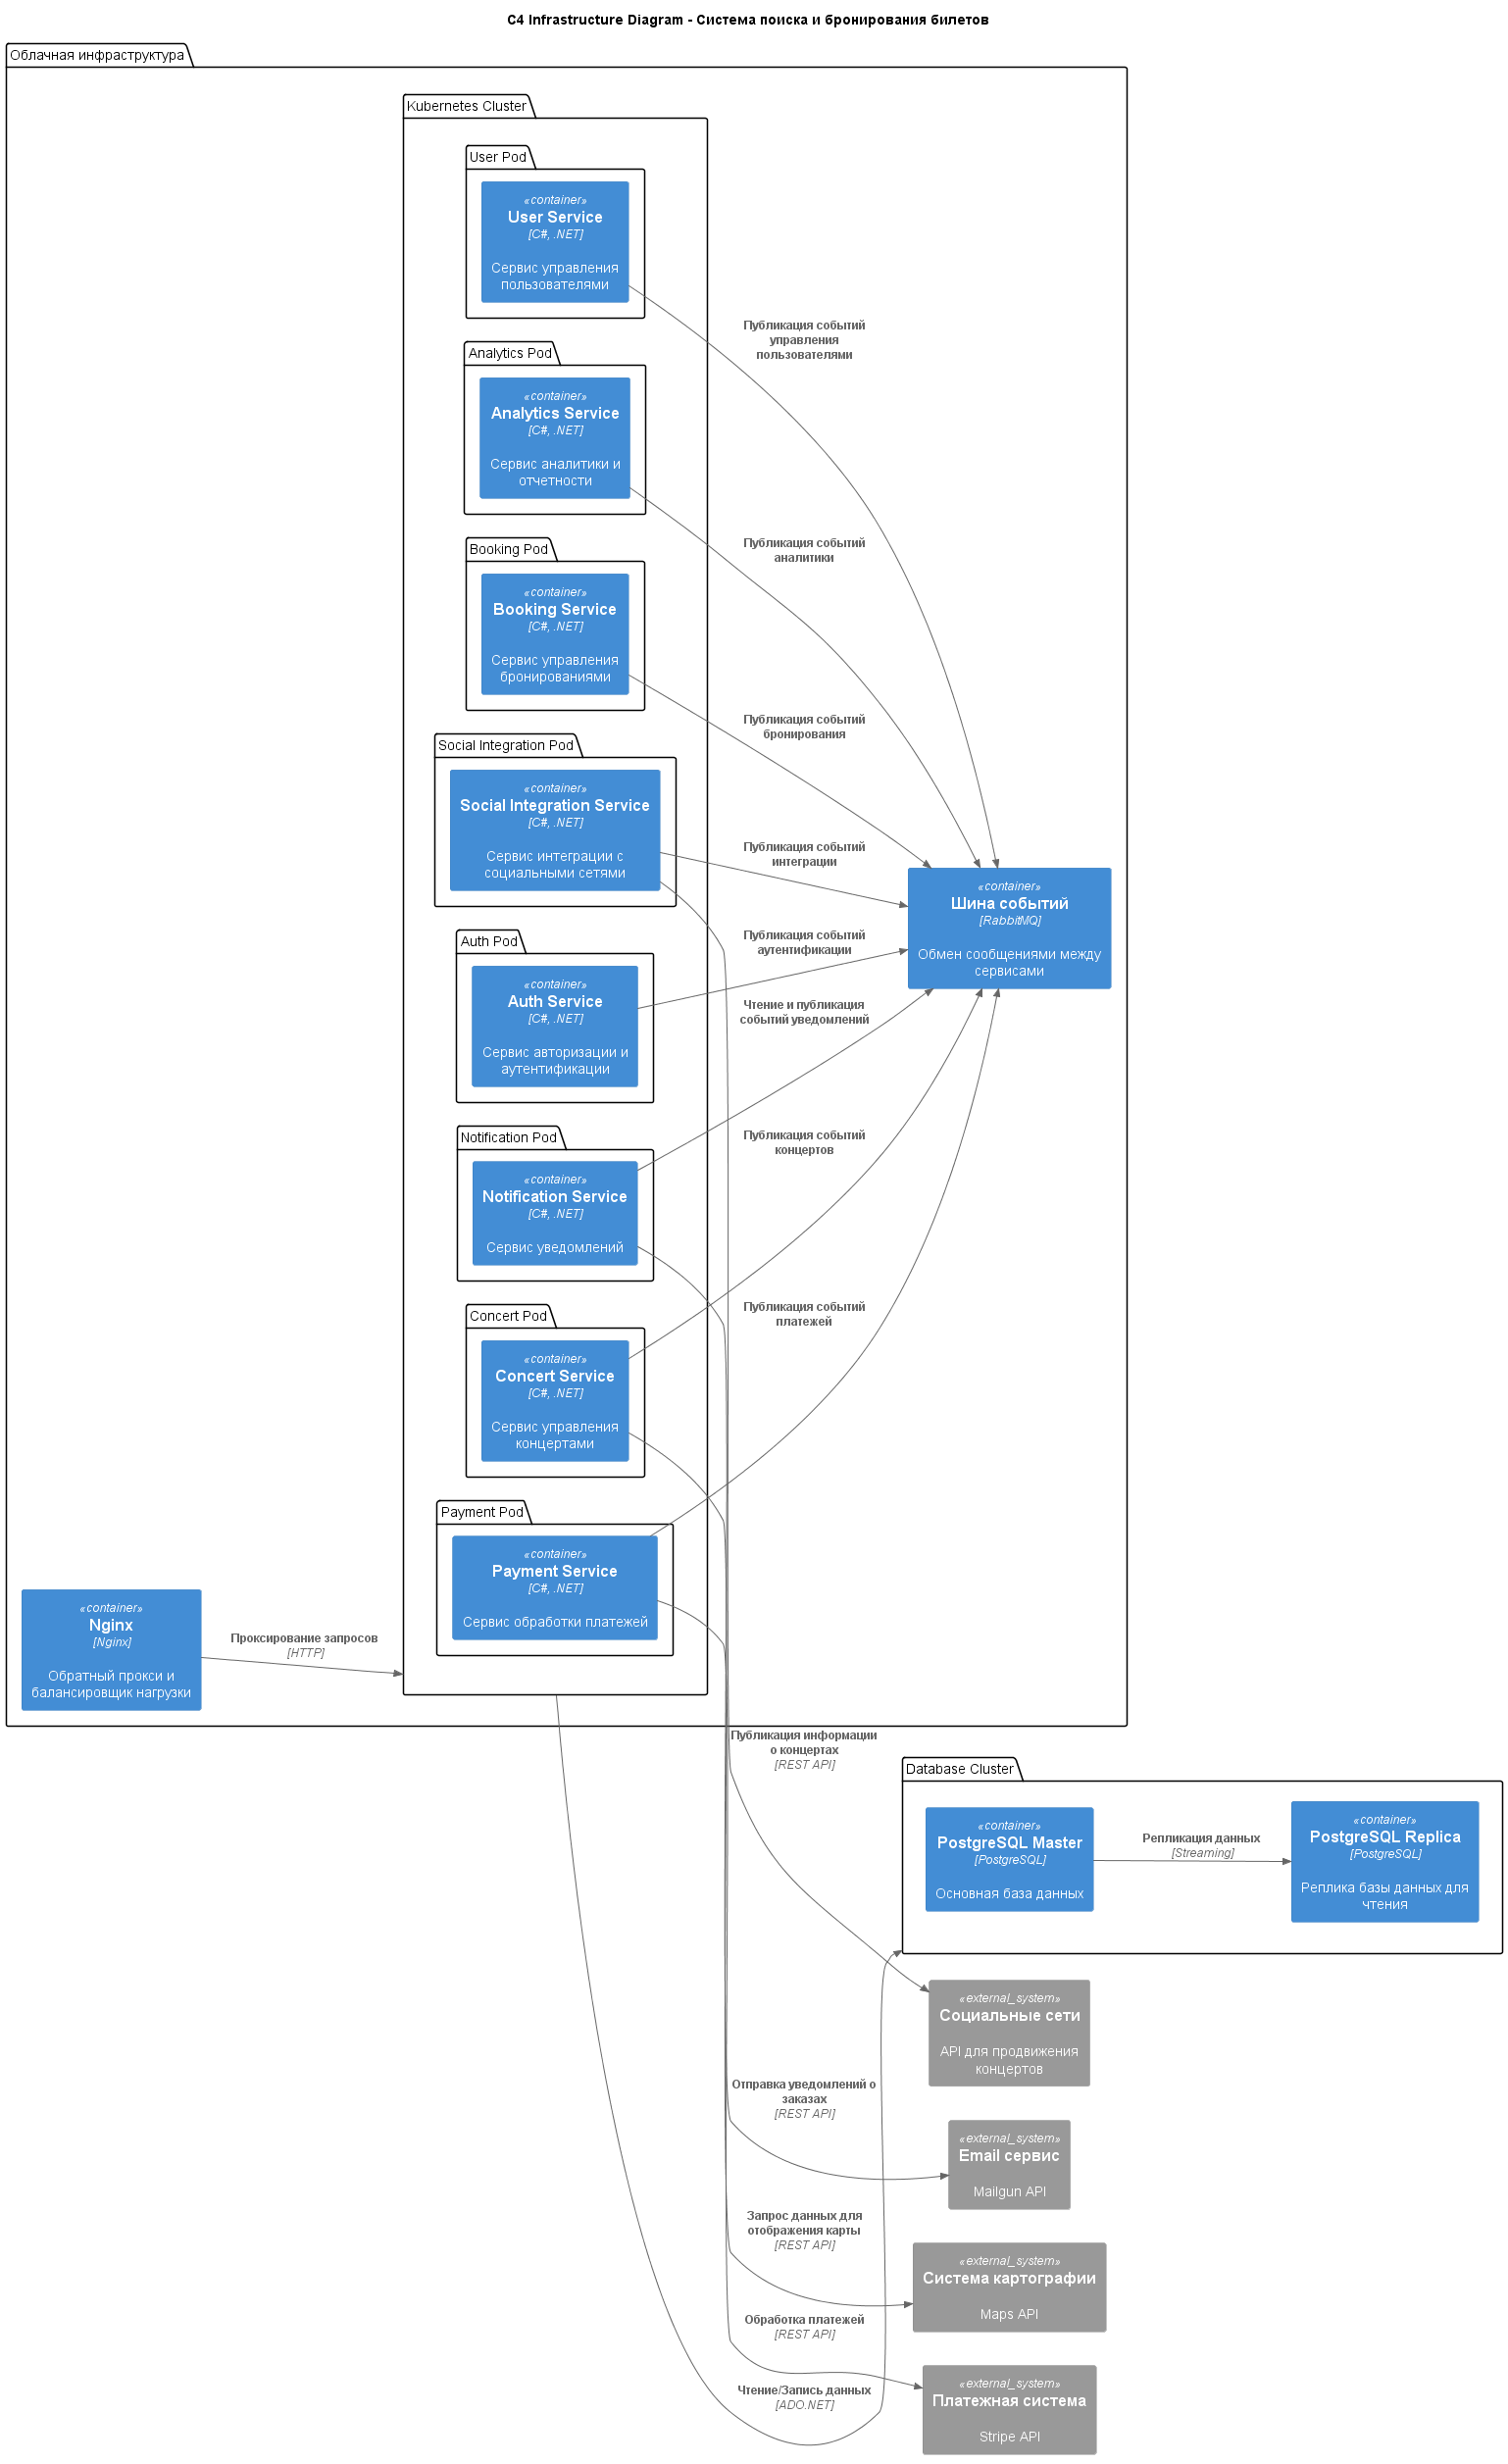 C4 Infrastructure Diagram - Система поиска и бронирования билетов
Облачная инфраструктура
Kubernetes Cluster
User Pod
«container»
User Service
[C#, .NET]
Сервис управления
пользователями
Публикация событий
управления
пользователями
Analytics Pod
«container»
Analytics Service
[C#, .NET]
Сервис аналитики и
отчетности
Публикация событий
аналитики
Booking Pod
«container»
Booking Service
[C#, .NET]
Сервис управления
бронированиями
Публикация событий
бронирования
Social Integration Pod
«container»
Social Integration Service
[C#, .NET]
Сервис интеграции с
социальными сетями
Публикация событий
интеграции
«container»
Шина событий
[RabbitMQ]
Обмен сообщениями между
сервисами
Auth Pod
«container»
Auth Service
[C#, .NET]
Сервис авторизации и
аутентификации
Публикация событий
аутентификации
Чтение и публикация
событий уведомлений
Notification Pod
«container»
Notification Service
[C#, .NET]
Сервис уведомлений
Публикация событий
концертов
Concert Pod
«container»
Concert Service
[C#, .NET]
Сервис управления
концертами
Публикация событий
платежей
Payment Pod
«container»
Payment Service
[C#, .NET]
Сервис обработки платежей
«container»
Nginx
[Nginx]
Обратный прокси и
балансировщик нагрузки
Проксирование запросов
[HTTP]
Публикация информации
о концертах
[REST API]
Database Cluster
«container»
PostgreSQL Master
[PostgreSQL]
Основная база данных
Репликация данных
[Streaming]
«container»
PostgreSQL Replica
[PostgreSQL]
Реплика базы данных для
чтения
«external_system»
Социальные сети
API для продвижения
концертов
Отправка уведомлений о
заказах
[REST API]
«external_system»
Email сервис
Mailgun API
Запрос данных для
отображения карты
[REST API]
«external_system»
Система картографии
Maps API
Обработка платежей
[REST API]
«external_system»
Платежная система
Stripe API
Чтение/Запись данных
[ADO.NET]